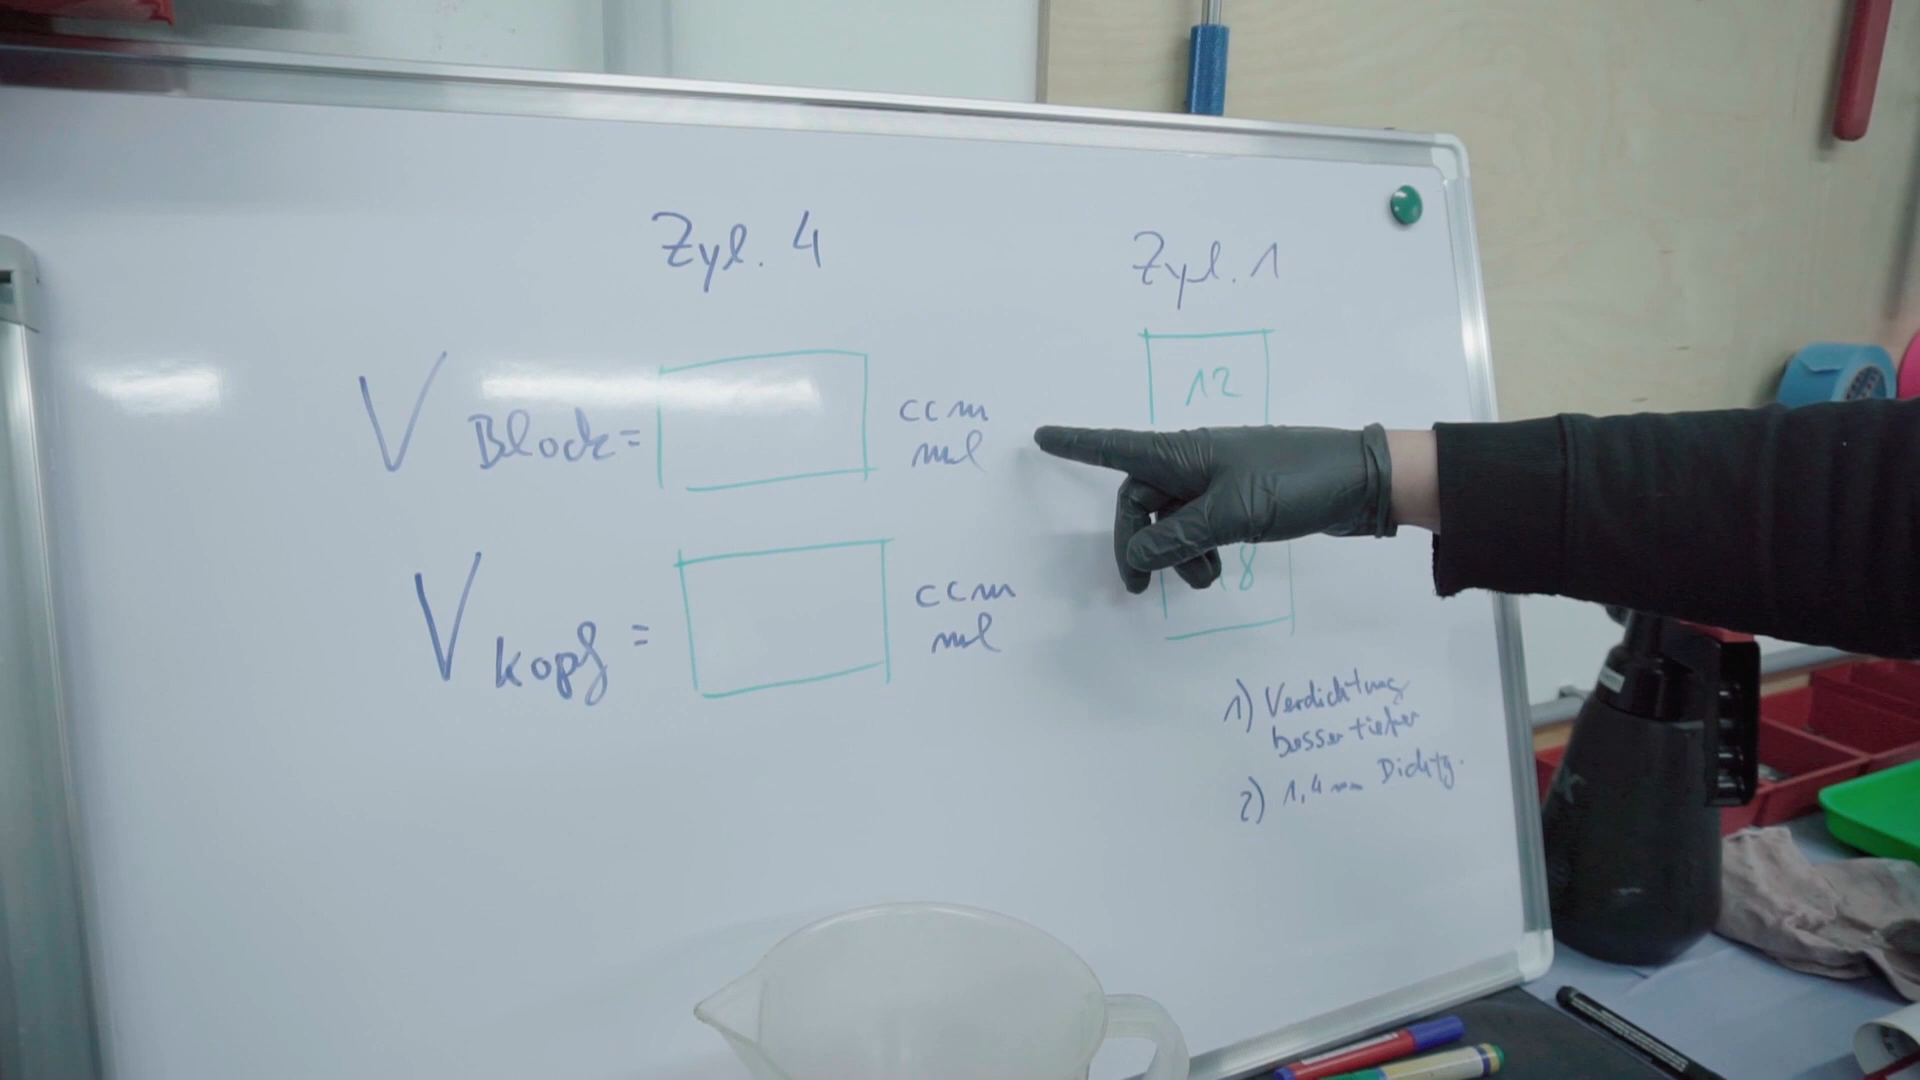 Zyl. 4
Zyl. 1
V Block =
ccm
ml
12
V Kopf =
ccm
ml
18
1) Verdichtung
besser tiefer
2) 1,4 mm Dichtg.